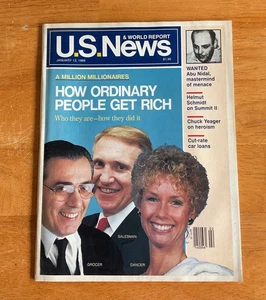 & WORLD REPORT
U.S. News
JANUARY 13, 1986
$1.95
A MILLION MILLIONAIRES
HOW ORDINARY
PEOPLE GET RICH
Who they are—how they did it
WANTED
Abu Nidal,
mastermind
of menace
Helmut
Schmidt
on Summit II
Chuck Yeager
on heroism
Cut-rate
car loans
SALESMAN
GROCER
DANCER